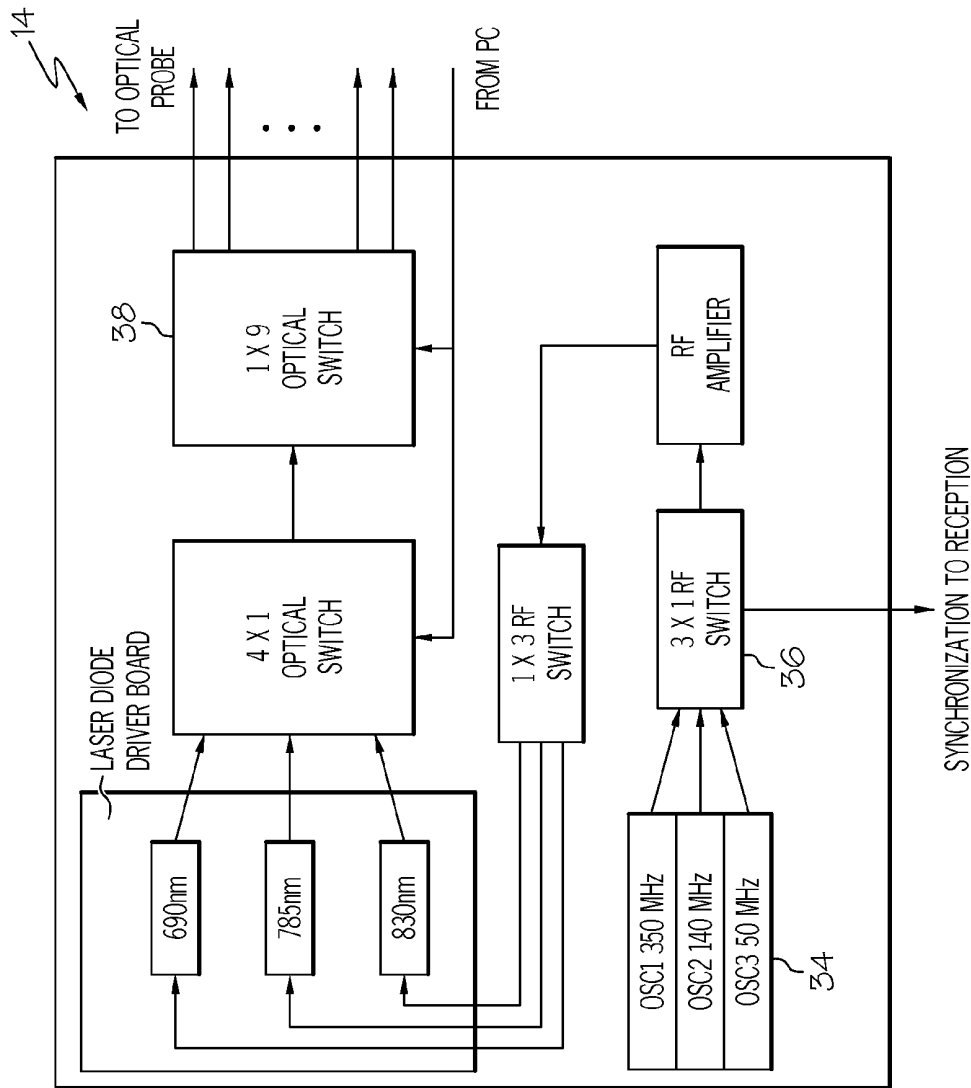 14
TO OPTICAL
PROBE
FROM PC
LASER DIODE
DRIVER BOARD
690nm
785nm
830nm
4 X 1
OPTICAL
SWITCH
38
1 X 9
OPTICAL
SWITCH
1 X 3 RF
SWITCH
OSC1 350 MHz
OSC2 140 MHz
OSC3 50 MHz
34
3 X 1 RF
SWITCH
36
RF
AMPLIFIER
SYNCHRONIZATION TO RECEPTION